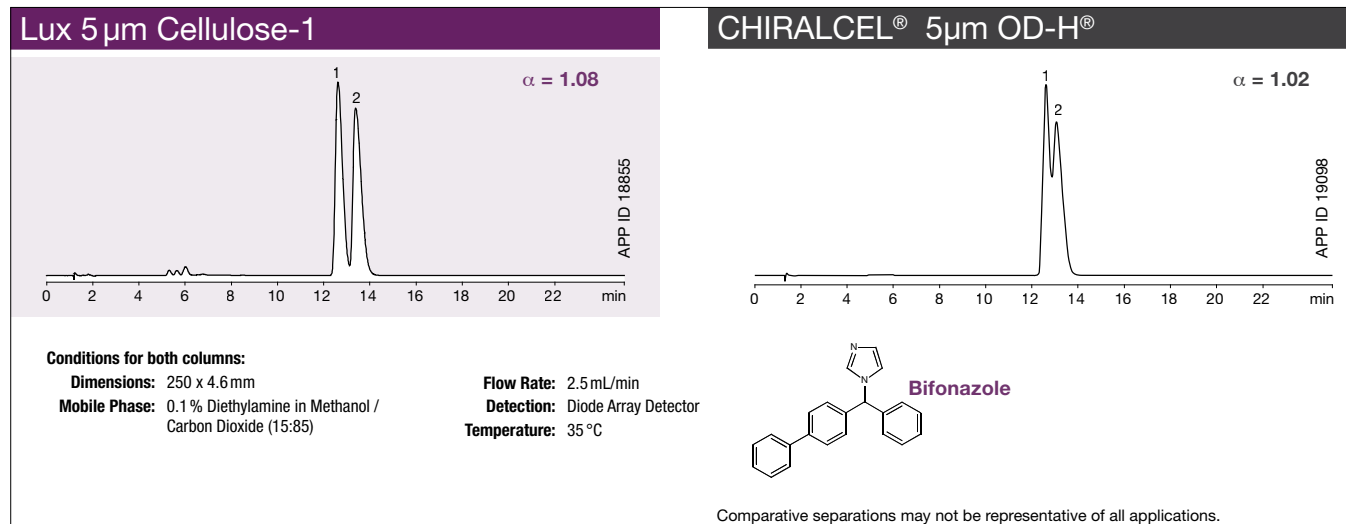 Lux 5 µm Cellulose-1
α = 1.08
1
2
APP ID 18855
0 2 4 6 8 10 12 14 16 18 20 22 min
CHIRALCEL® 5µm OD-H®
α = 1.02
1
2
APP ID 19098
0 2 4 6 8 10 12 14 16 18 20 22 min
Conditions for both columns:
Dimensions: 250 x 4.6 mm
Mobile Phase: 0.1 % Diethylamine in Methanol /
Carbon Dioxide (15:85)
Flow Rate: 2.5 mL/min
Detection: Diode Array Detector
Temperature: 35 °C
N
N
Bifonazole
Comparative separations may not be representative of all applications.